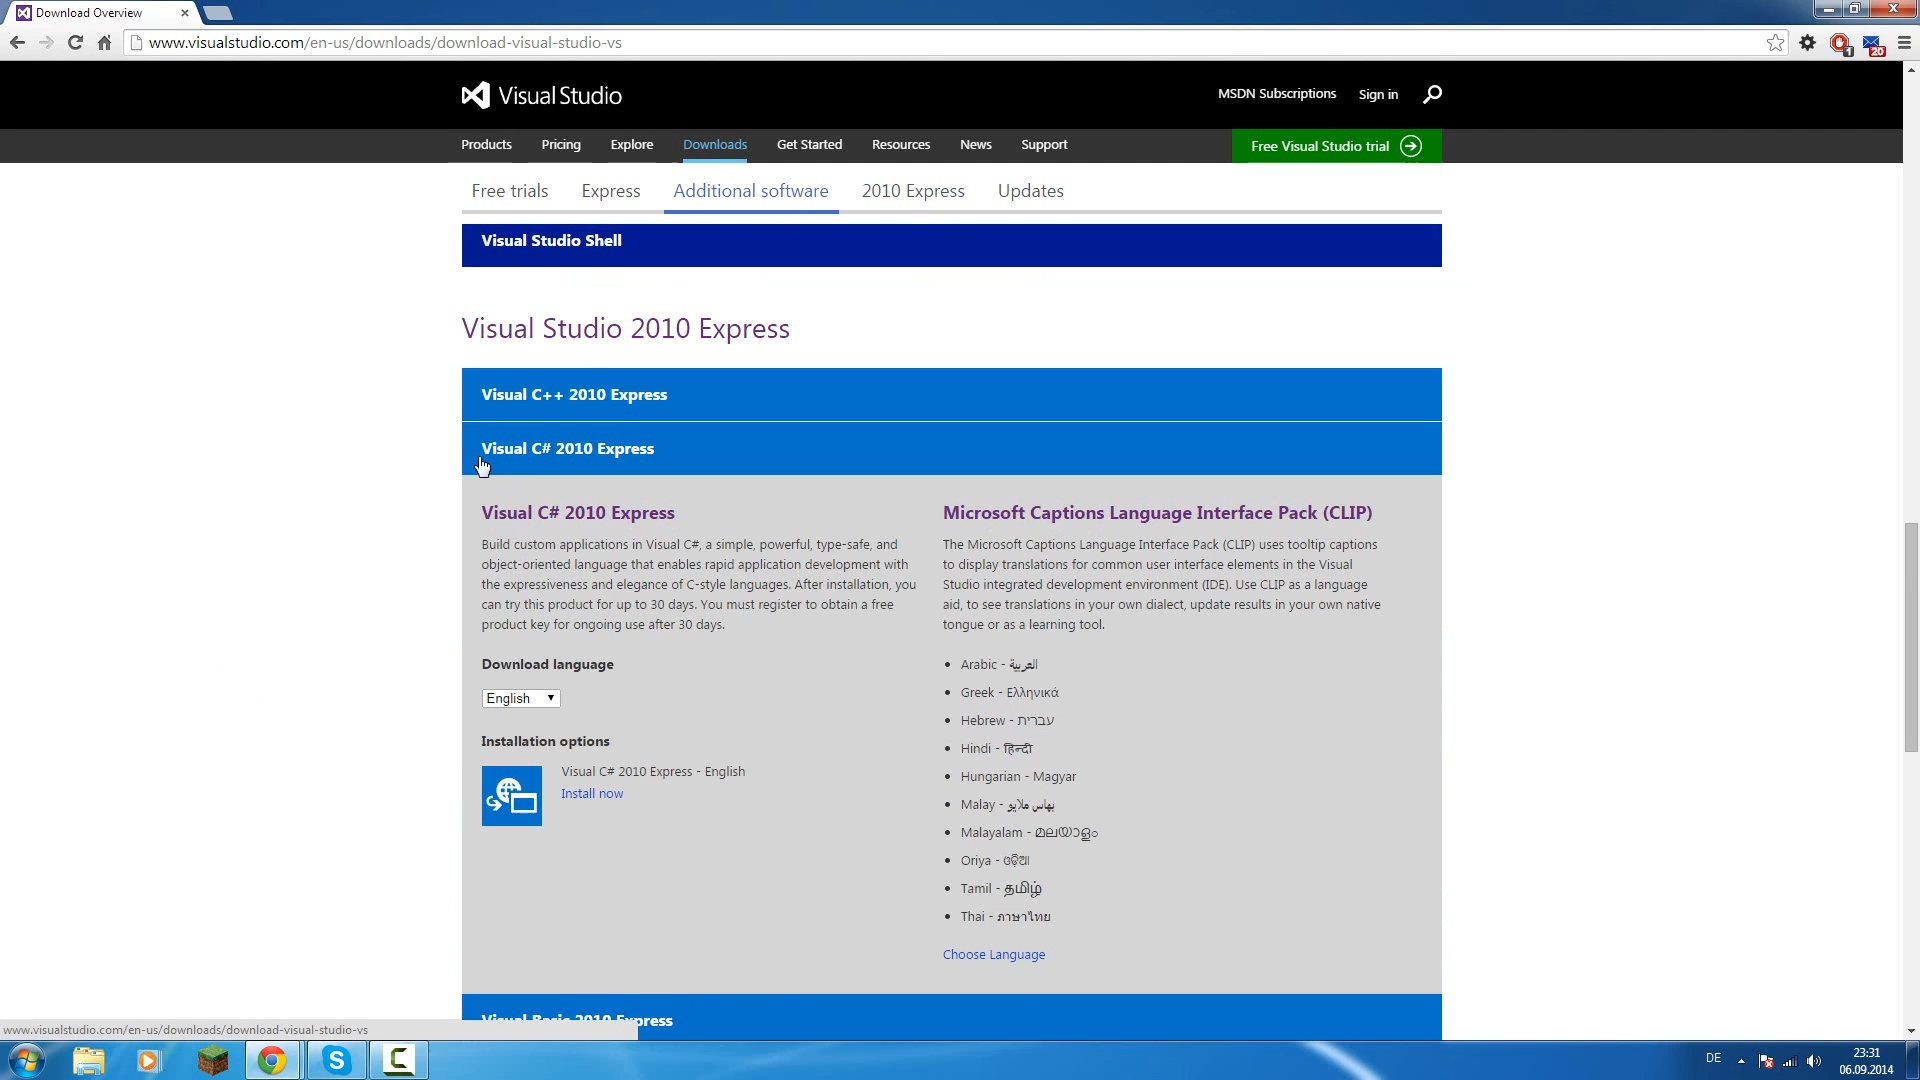 Download Overview
www.visualstudio.com/en-us/downloads/download-visual-studio-vs
1
20
Visual Studio
MSDN Subscriptions
Sign in
Products
Pricing
Explore
Downloads
Get Started
Resources
News
Support
Free Visual Studio trial
Free trials
Express
Additional software
2010 Express
Updates
Visual Studio Shell
Visual Studio 2010 Express
Visual C++ 2010 Express
Visual C# 2010 Express
Visual C# 2010 Express
Build custom applications in Visual C#, a simple, powerful, type-safe, and
object-oriented language that enables rapid application development with
the expressiveness and elegance of C-style languages. After installation, you
can try this product for up to 30 days. You must register to obtain a free
product key for ongoing use after 30 days.
Download language
English
Installation options
Visual C# 2010 Express - English
Install now
Microsoft Captions Language Interface Pack (CLIP)
The Microsoft Captions Language Interface Pack (CLIP) uses tooltip captions
to display translations for common user interface elements in the Visual
Studio integrated development environment (IDE). Use CLIP as a language
aid, to see translations in your own dialect, update results in your own native
tongue or as a learning tool.
Arabic - العربية
Greek - Ελληνικά
Hebrew - עברית
Hindi - हिन्दी
Hungarian - Magyar
Malay - بهاس ملايو
Malayalam - മലയാളം
Oriya - ଓଡ଼ିଆ
Tamil - தமிழ்
Thai - ภาษาไทย
Choose Language
Visual Basic 2010 Express
www.visualstudio.com/en-us/downloads/download-visual-studio-vs
DE
23:31
06.09.2014